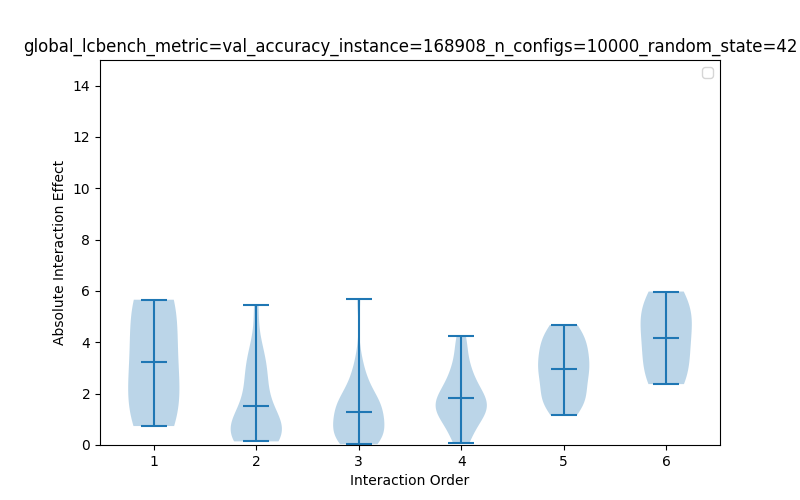 global_lcbench_metric=val_accuracy_instance=168908_n_configs=10000_random_state=42
14
12
10
8
6
4
2
0
Absolute Interaction Effect
1 2 3 4 5 6
Interaction Order